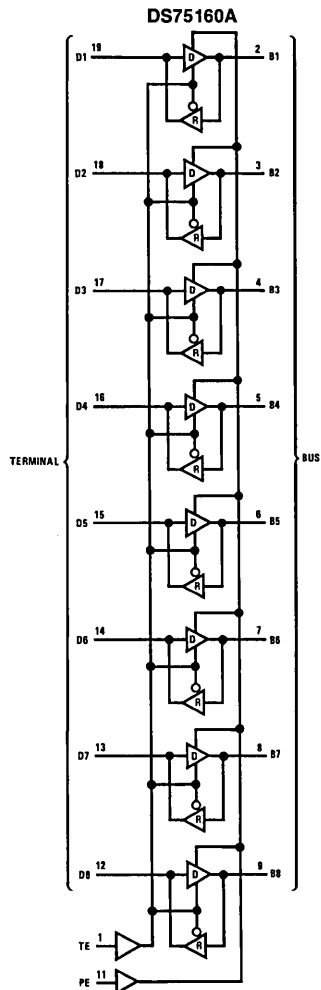 DS75160A
D1 19 D R 2 B1
D2 18 D R 3 B2
D3 17 D R 4 B3
D4 16 D R 5 B4
TERMINAL BUS
D5 15 D R 6 B5
D6 14 D R 7 B6
D7 13 D R 8 B7
D8 12 D R 9 B8
TE 1
PE 11